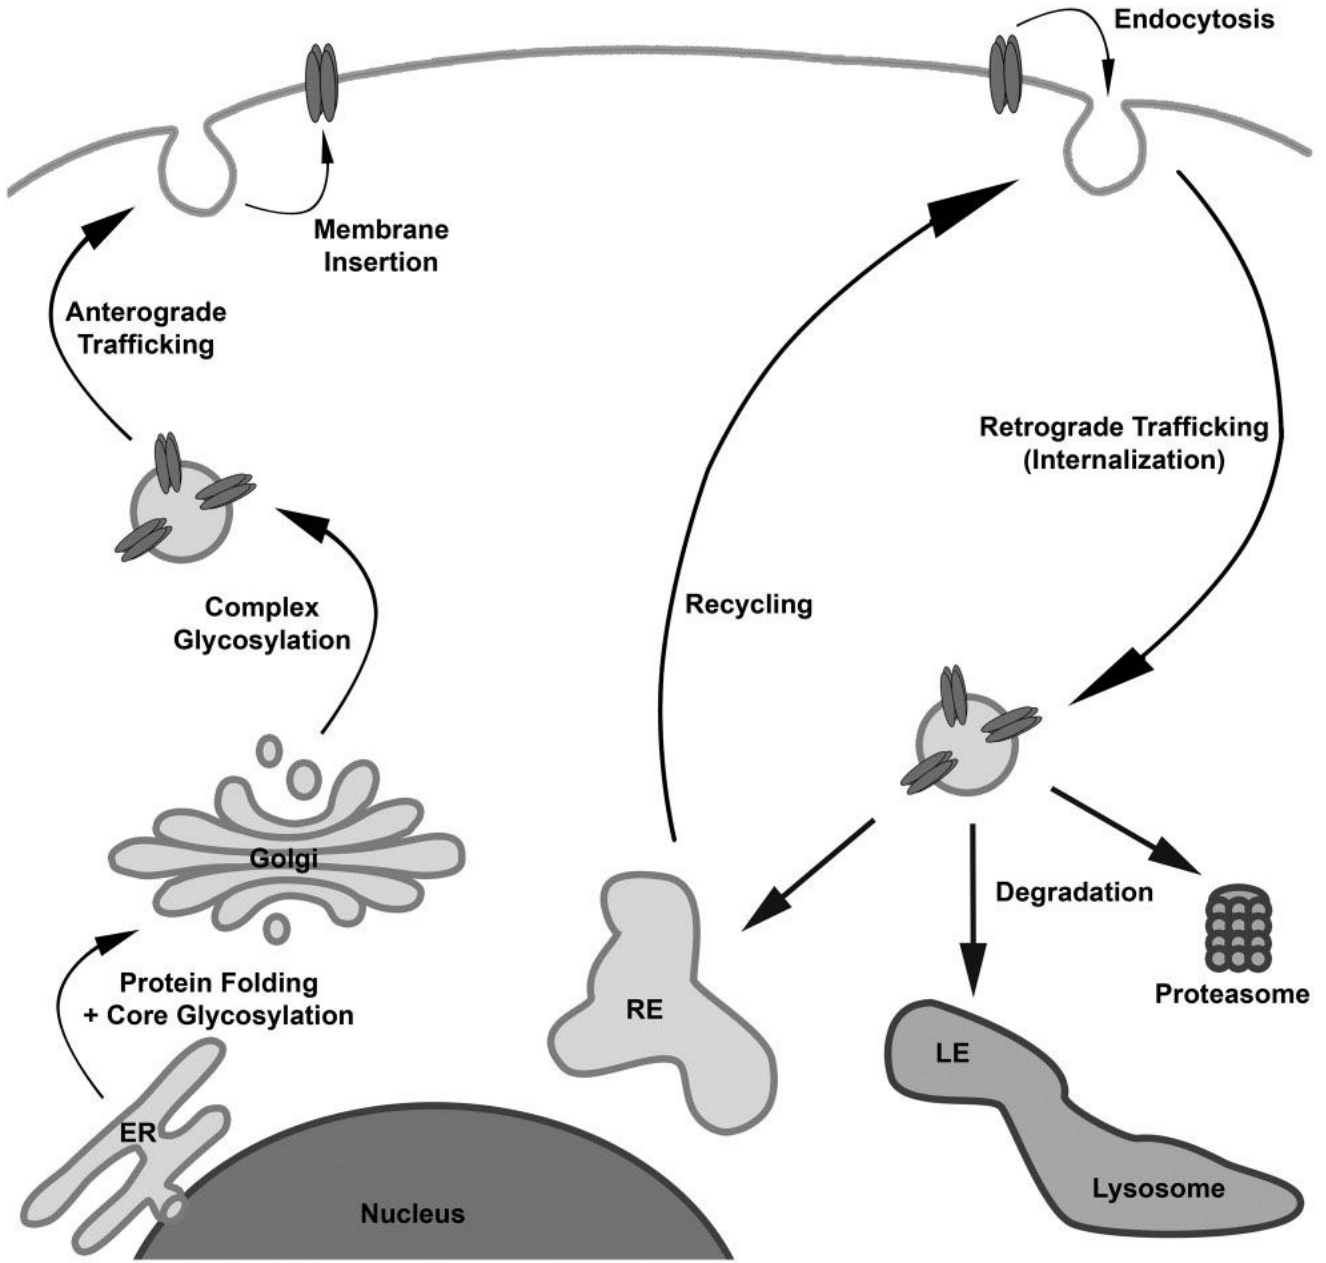 Endocytosis
Membrane
Insertion
Anterograde
Trafficking
Retrograde Trafficking
(Internalization)
Complex
Glycosylation
Recycling
Golgi
Degradation
Protein Folding
+ Core Glycosylation
Proteasome
RE
LE
ER
Lysosome
Nucleus